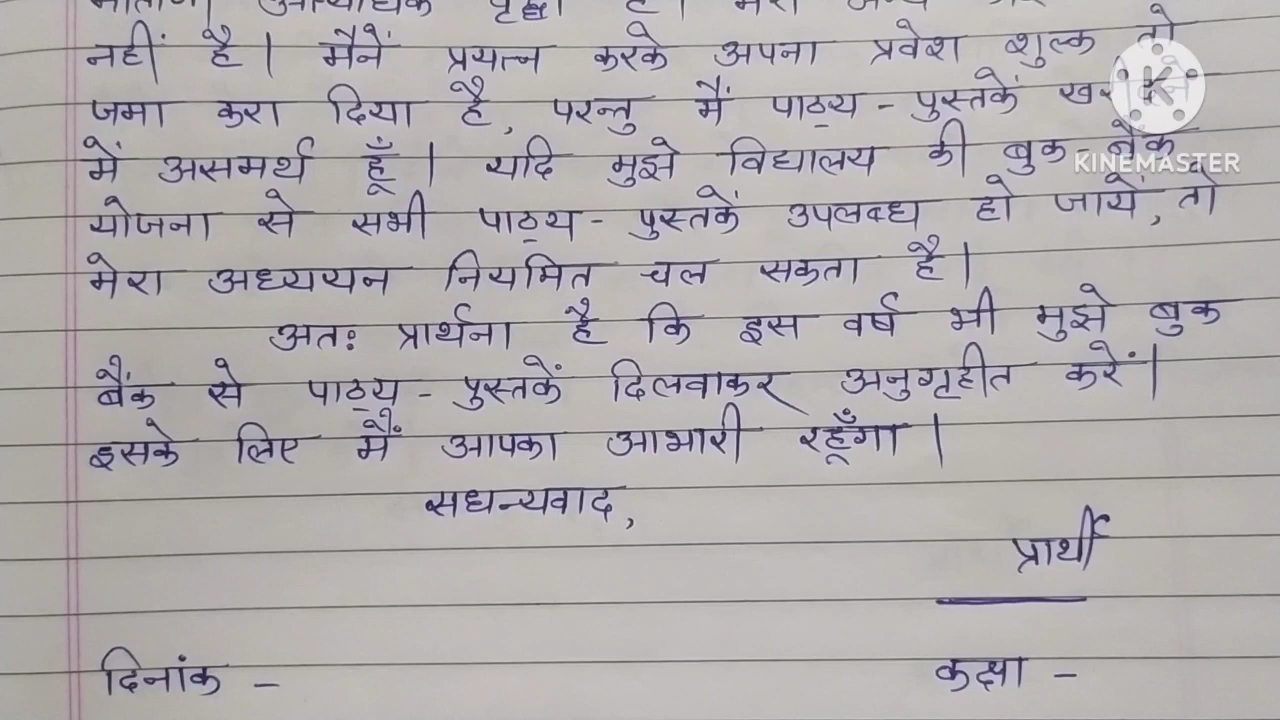 नहीं है। मैनें प्रयत्न करके अपना प्रवेश शुल्क तो
जमा करा दिया है, परन्तु मैं पाठ्य-पुस्तकें
में असमर्थ हूँ। यदि मुझे विद्यालय की बुक-बैंक
योजना से सभी पाठ्य-पुस्तकें उपलब्ध हो जायें, तो
मेरा अध्ययन नियमित चल सकता है।
अतः प्रार्थना है कि इस वर्ष भी मुझे बुक
बैंक से पाठ्य-पुस्तकें दिलवाकर अनुगृहीत करें।
इसके लिए मैं आपका आभारी रहूँगा।
सधन्यवाद,
प्रार्थी
दिनांक - कक्षा -
KINEMASTER